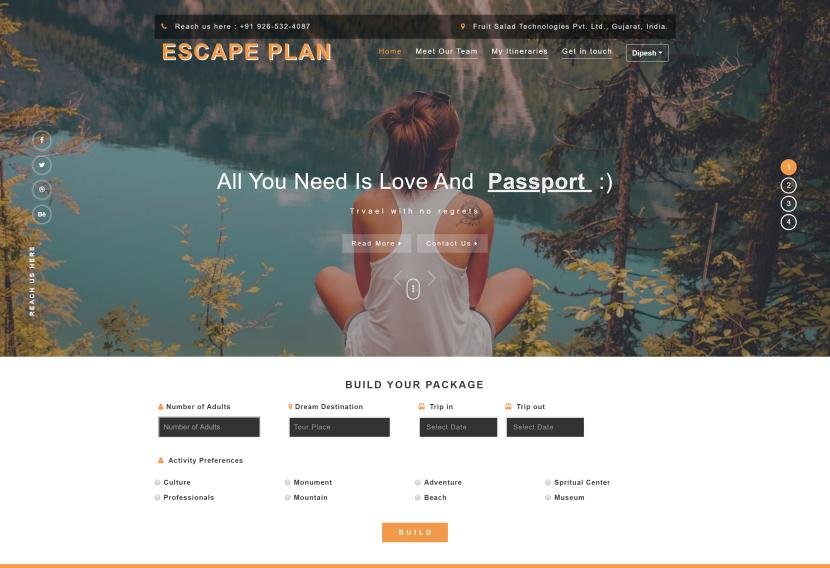 Reach us here : +91 926-532-4087
Fruit Salad Technologies Pvt. Ltd., Gujarat, India.
ESCAPE PLAN
Home Meet Our Team My Itineraries Get in touch Dipesh
All You Need Is Love And Passport :)
Trvael with no regrets
Read More Contact Us
1
2
3
4
Bē
REACH US HERE
BUILD YOUR PACKAGE
Number of Adults Dream Destination Trip in Trip out
Number of Adults Tour Place Select Date Select Date
Activity Preferences
Culture Monument Adventure Spritual Center
Professionals Mountain Beach Museum
BUILD